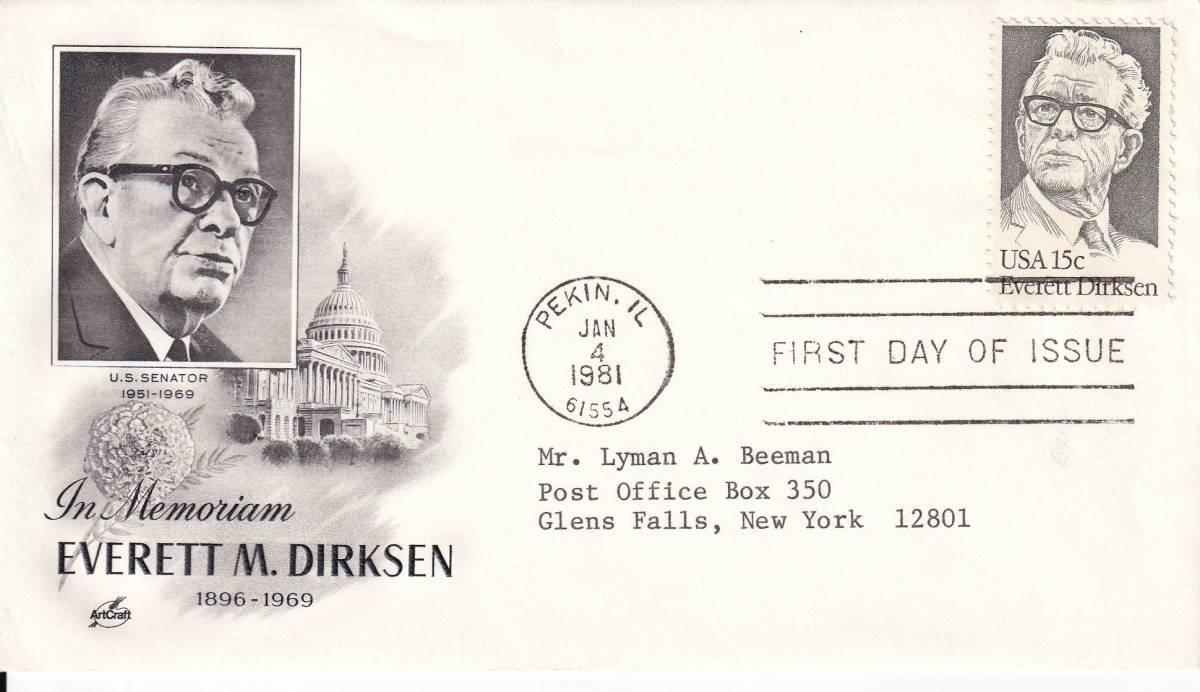 USA 15c
Everett Dirksen
PEKIN, IL
JAN
4
1981
61554
FIRST DAY OF ISSUE
U.S. SENATOR
1951-1969
Mr. Lyman A. Beeman
Post Office Box 350
Glens Falls, New York 12801
In Memoriam
EVERETT M. DIRKSEN
1896-1969
ArtCraft